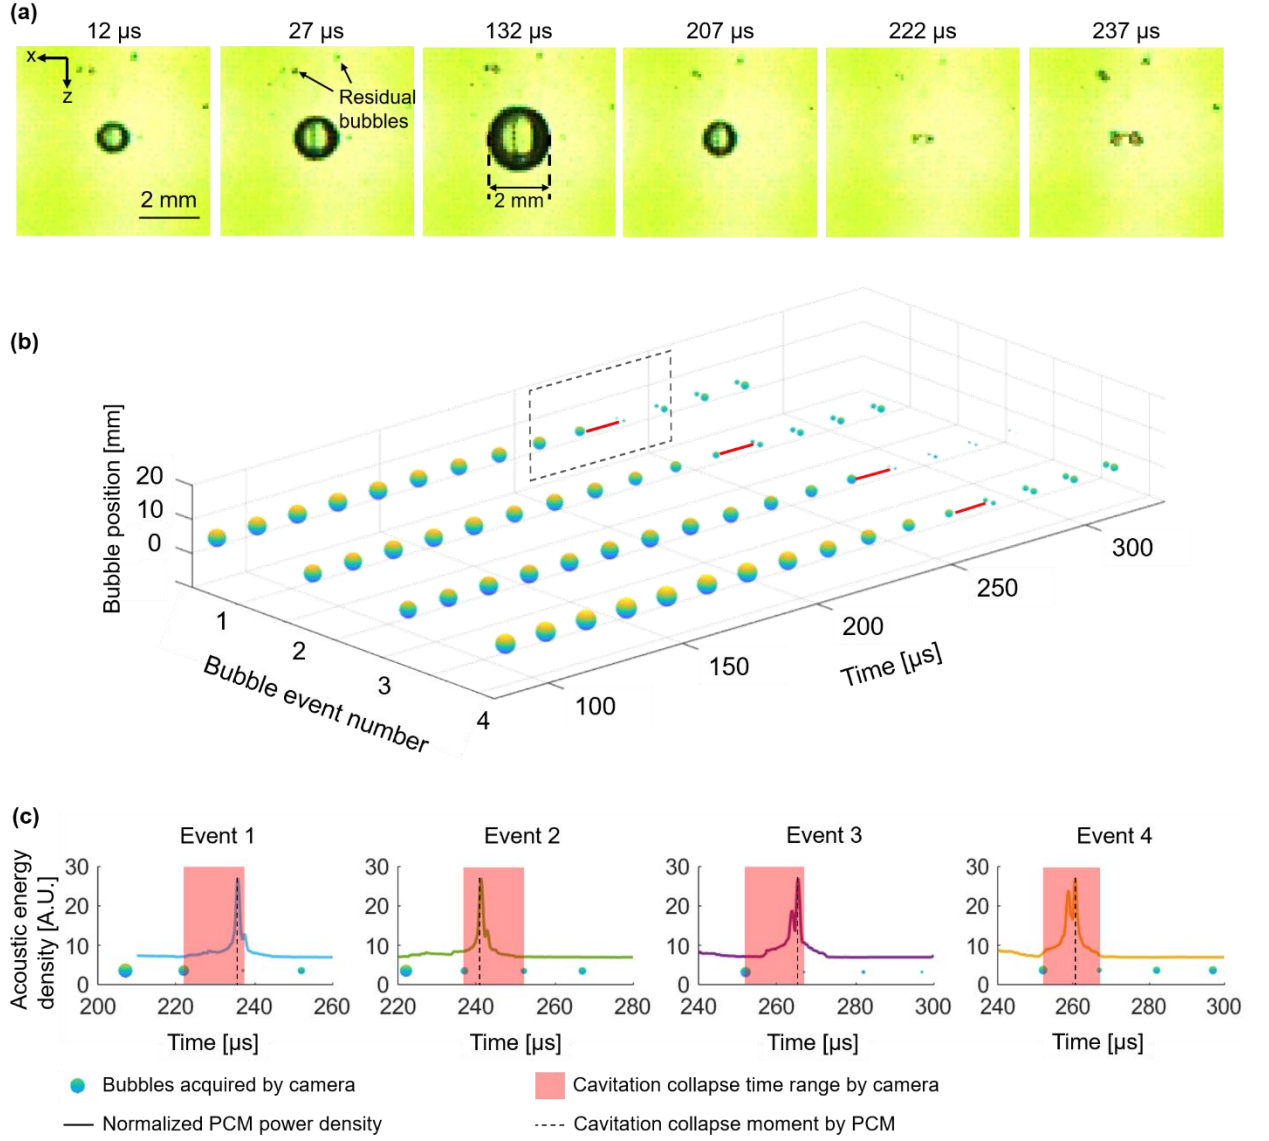 (a)
12 µs
27 µs
132 µs
207 µs
222 µs
237 µs
x
z
2 mm
Residual
bubbles
2 mm
(b)
Bubble position [mm]
20
10
0
1
2
3
4
Bubble event number
100
150
200
250
300
Time [µs]
(c)
Event 1
Event 2
Event 3
Event 4
Acoustic energy
density [A.U.]
30
20
10
0
200
220
240
260
Time [µs]
30
20
10
0
220
240
260
280
Time [µs]
30
20
10
0
240
260
280
300
Time [µs]
30
20
10
0
240
260
280
300
Time [µs]
Bubbles acquired by camera
Cavitation collapse time range by camera
Normalized PCM power density
Cavitation collapse moment by PCM